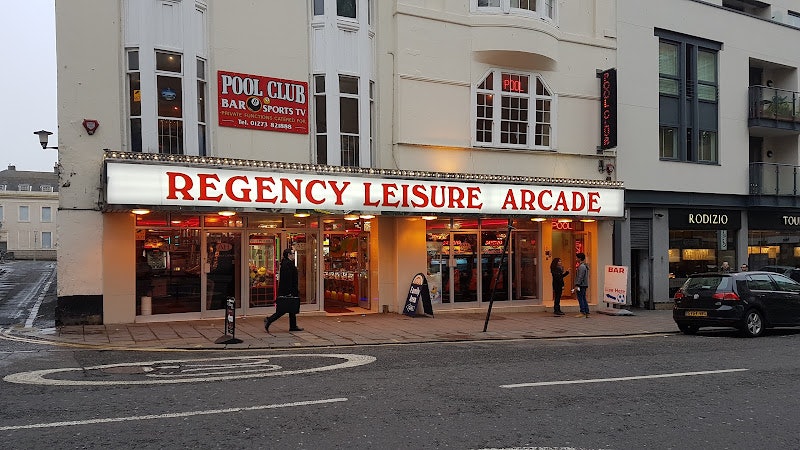 POOL CLUB
BAR SPORTS TV
PRIVATE FUNCTIONS CATERED FOR
Tel. 01273 821888
POOL
POOL CLUB
REGENCY LEISURE ARCADE
POOL
RODIZIO
TOU
BAR